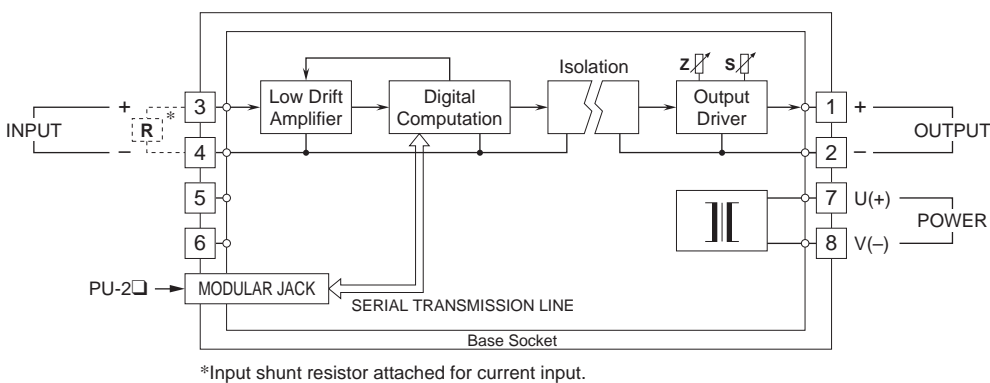 Isolation
Z S
+ * 3 Low Drift Amplifier Digital Computation Output Driver 1 +
INPUT R OUTPUT
– 4 2 –
5 7 U(+)
POWER
6 8 V(–)
PU-2❑ MODULAR JACK
SERIAL TRANSMISSION LINE
Base Socket
*Input shunt resistor attached for current input.